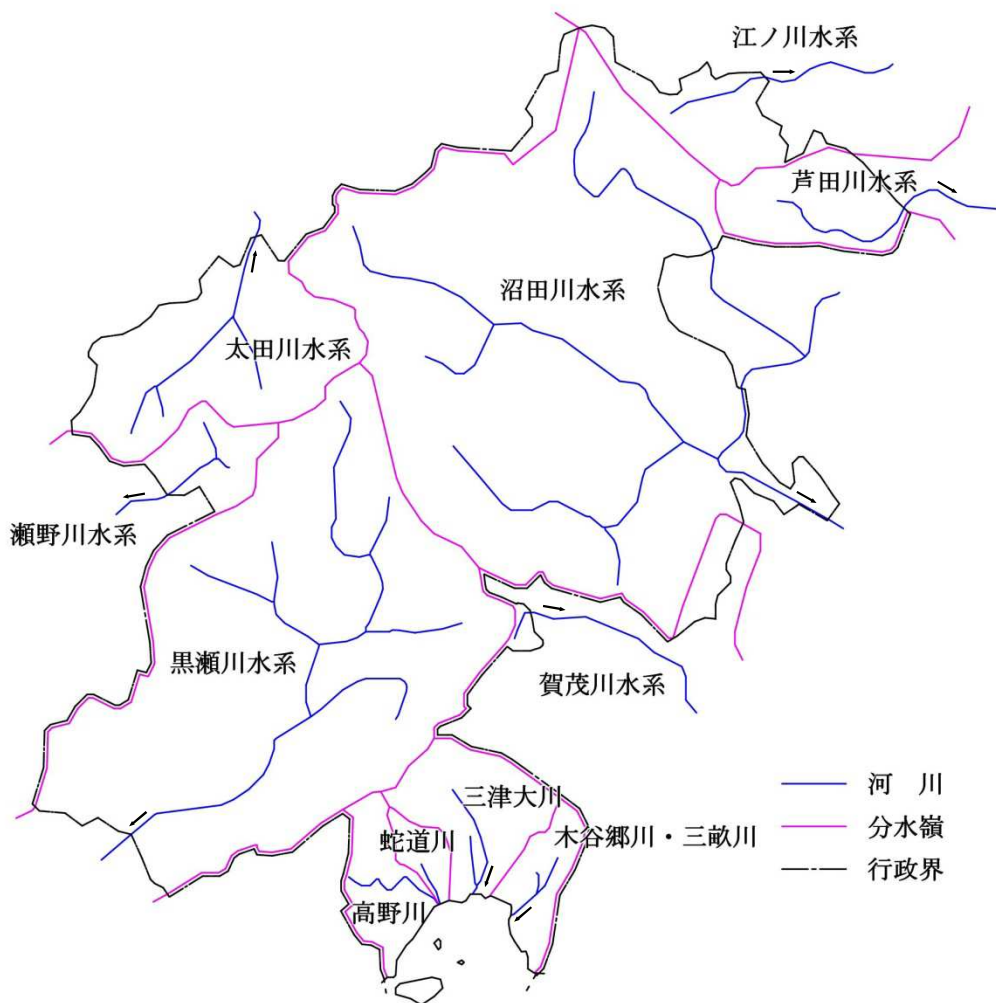 江ノ川水系
芦田川水系
沼田川水系
太田川水系
瀬野川水系
黒瀬川水系
賀茂川水系
三津大川
蛇道川
木谷郷川・三畝川
高野川
河　川
分水嶺
行政界